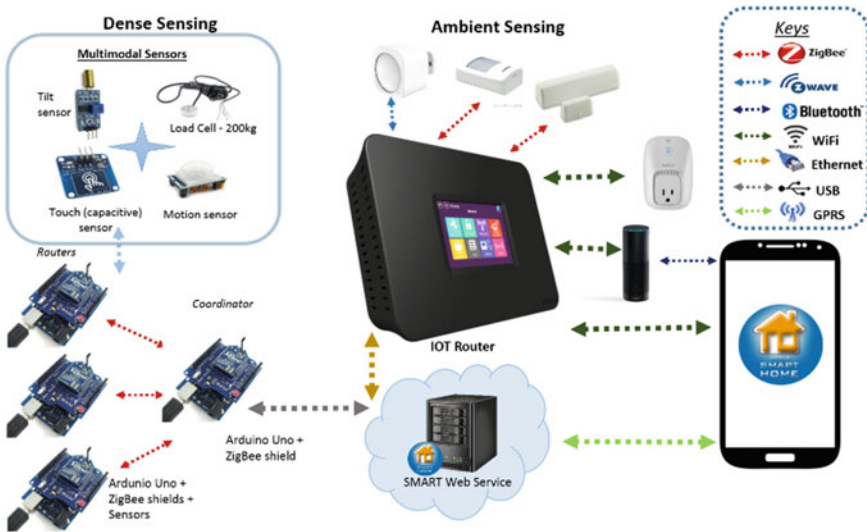 Dense Sensing
Multimodal Sensors
Tilt
sensor
Load Cell - 200kg
Touch (capacitive)
sensor
Motion sensor
Routers
Coordinator
Arduino Uno +
ZigBee shield
Ardunio Uno +
ZigBee shields +
Sensors
Ambient Sensing
IOT Router
SMART Web Service
SMART
HOME
Keys
ZigBee
Z WAVE
Bluetooth
WiFi
Ethernet
USB
GPRS